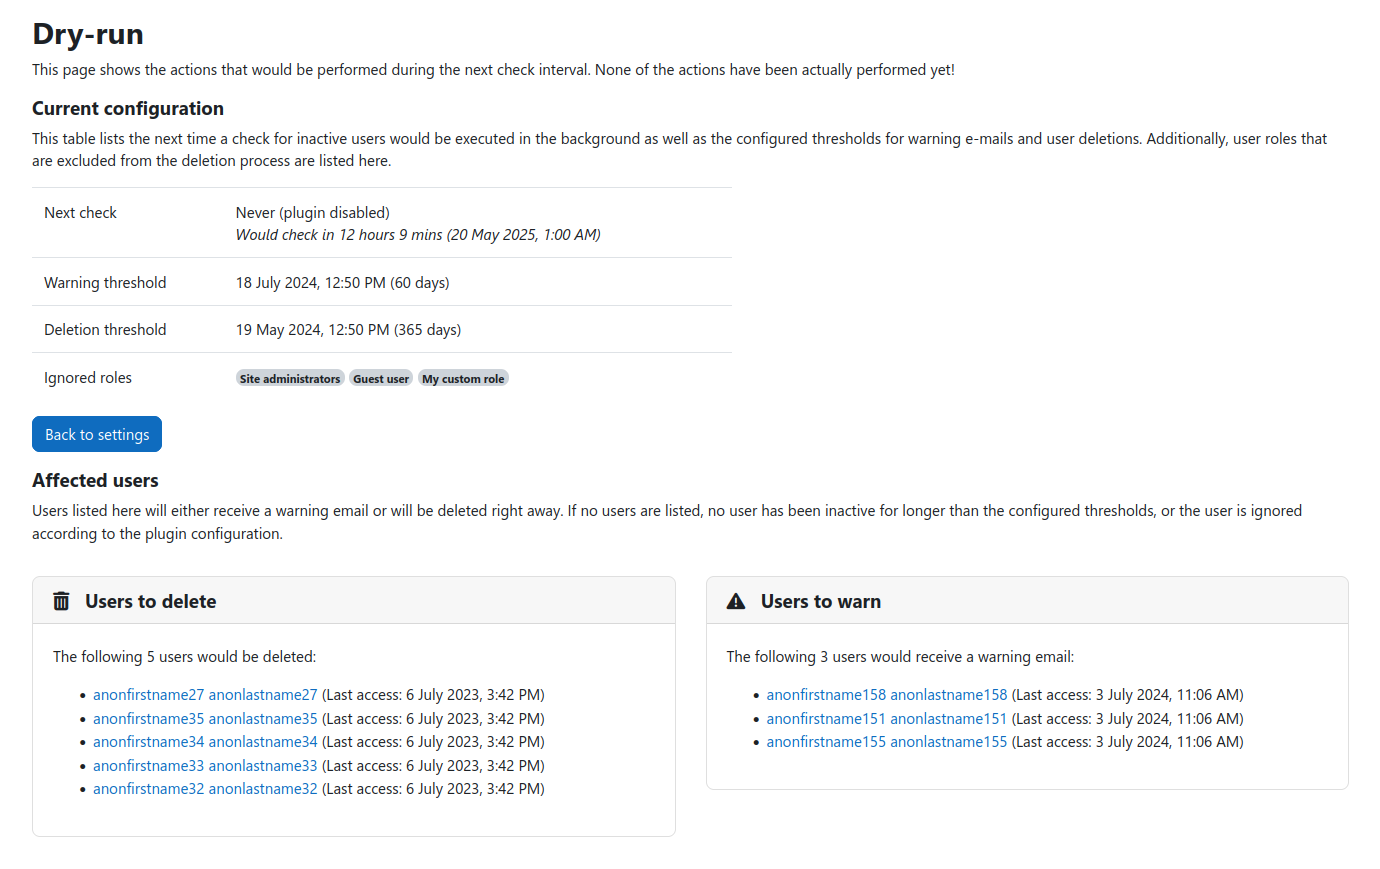 Dry-run
This page shows the actions that would be performed during the next check interval. None of the actions have been actually performed yet!
Current configuration
This table lists the next time a check for inactive users would be executed in the background as well as the configured thresholds for warning e-mails and user deletions. Additionally, user roles that
are excluded from the deletion process are listed here.
Next check
Never (plugin disabled)
Would check in 12 hours 9 mins (20 May 2025, 1:00 AM)
Warning threshold
18 July 2024, 12:50 PM (60 days)
Deletion threshold
19 May 2024, 12:50 PM (365 days)
Ignored roles
Site administrators Guest user My custom role
Back to settings
Affected users
Users listed here will either receive a warning email or will be deleted right away. If no users are listed, no user has been inactive for longer than the configured thresholds, or the user is ignored
according to the plugin configuration.
Users to delete
The following 5 users would be deleted:
• anonfirstname27 anonlastname27 (Last access: 6 July 2023, 3:42 PM)
• anonfirstname35 anonlastname35 (Last access: 6 July 2023, 3:42 PM)
• anonfirstname34 anonlastname34 (Last access: 6 July 2023, 3:42 PM)
• anonfirstname33 anonlastname33 (Last access: 6 July 2023, 3:42 PM)
• anonfirstname32 anonlastname32 (Last access: 6 July 2023, 3:42 PM)
Users to warn
The following 3 users would receive a warning email:
• anonfirstname158 anonlastname158 (Last access: 3 July 2024, 11:06 AM)
• anonfirstname151 anonlastname151 (Last access: 3 July 2024, 11:06 AM)
• anonfirstname155 anonlastname155 (Last access: 3 July 2024, 11:06 AM)